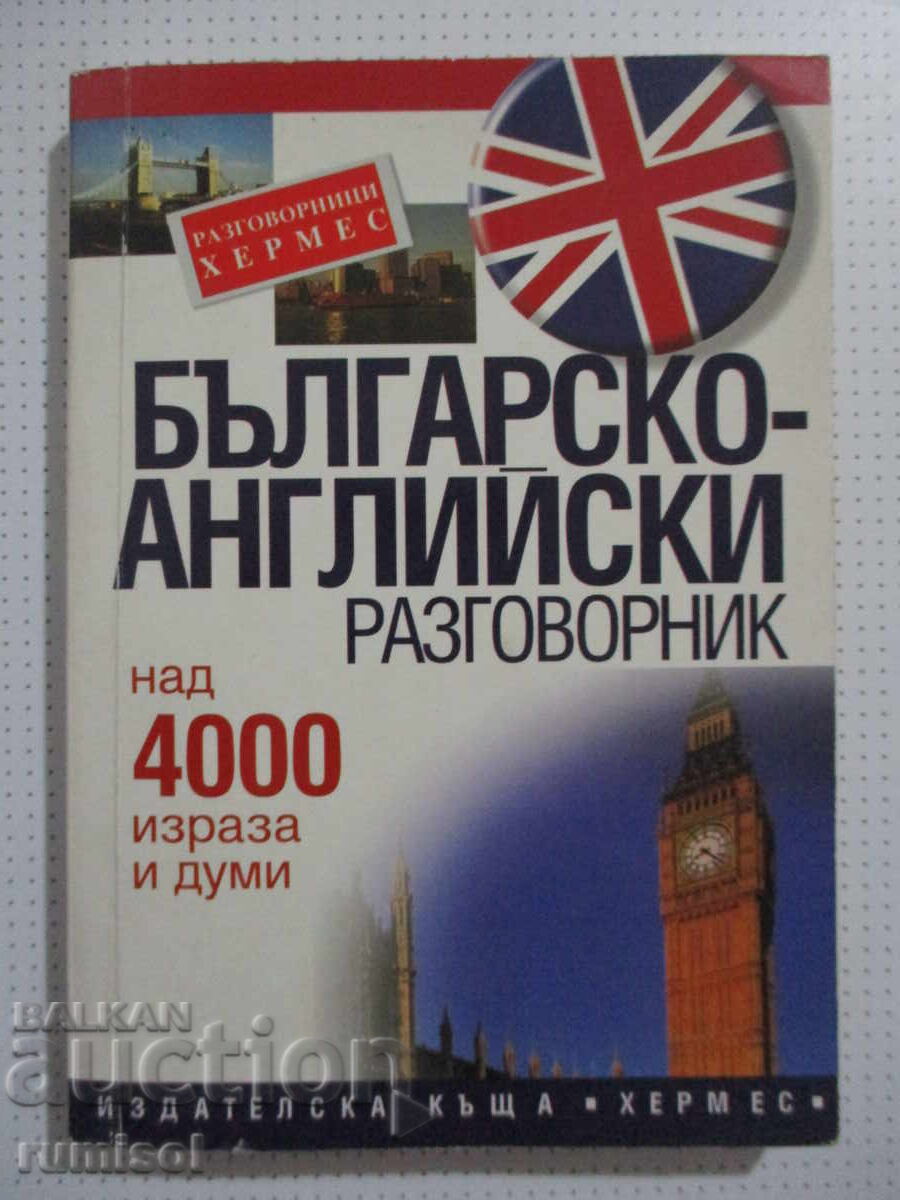 РАЗГОВОРНИЦИ
ХЕРМЕС
БЪЛГАРСКО-
АНГЛИЙСКИ
РАЗГОВОРНИК
над
4000
израза
и думи
ИЗДАТЕЛСКА КЪЩА ▪ ХЕРМЕС ▪
BALKAN
auction
rumisol